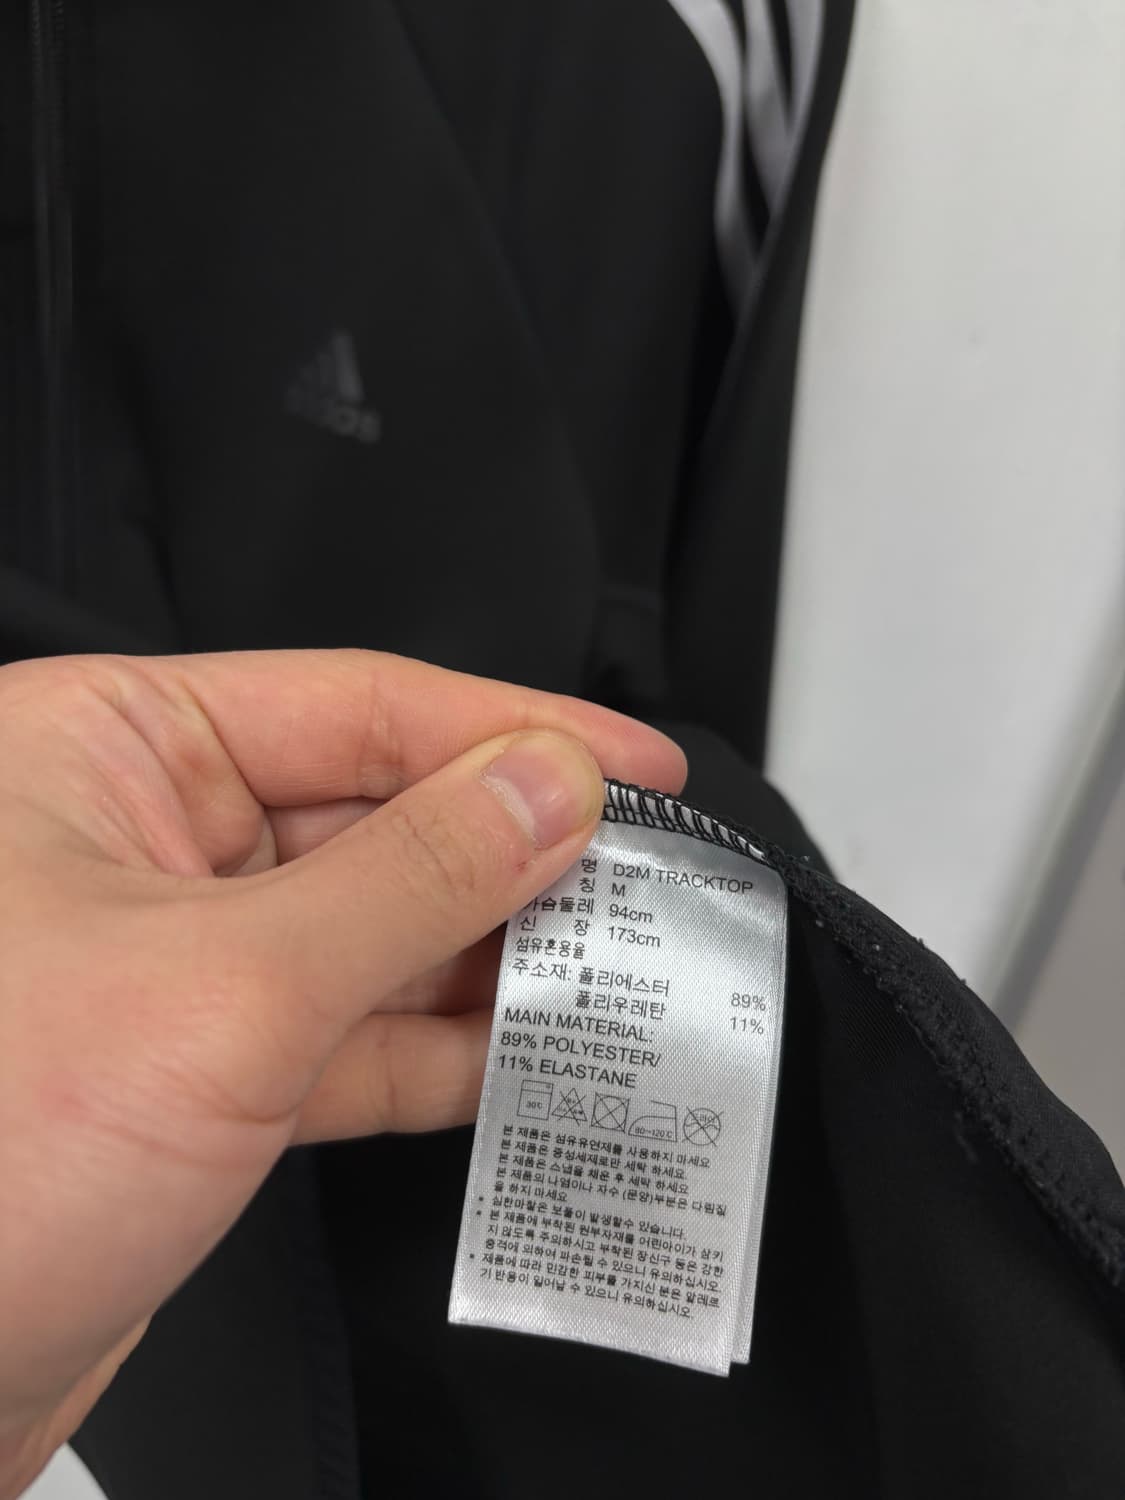 adidas
명 D2M TRACKTOP
칭 M
가슴둘레 94cm
신 장 173cm
섬유혼용율
주소재: 폴리에스터 89%
폴리우레탄 11%
MAIN MATERIAL:
89% POLYESTER/
11% ELASTANE
30℃ 80~120℃ 드라이
본 제품은 섬유유연제를 사용하지 마세요
본 제품은 중성세제로만 세탁 하세요
본 제품은 스냅을 채운 후 세탁 하세요
본 제품의 나염이나 자수 (문양)부분은 다림질
을 하지 마세요
* 심한마찰은 보풀이 발생할수 있습니다.
* 본 제품에 부착된 원부자재를 어린아이가 삼키
지 않도록 주의하시고 부착된 장신구 등은 강한
충격에 의하여 파손될 수 있으니 유의하십시오.
* 제품에 따라 민감한 피부를 가지신 분은 알레르
기 반응이 일어날 수 있으니 유의하십시오.